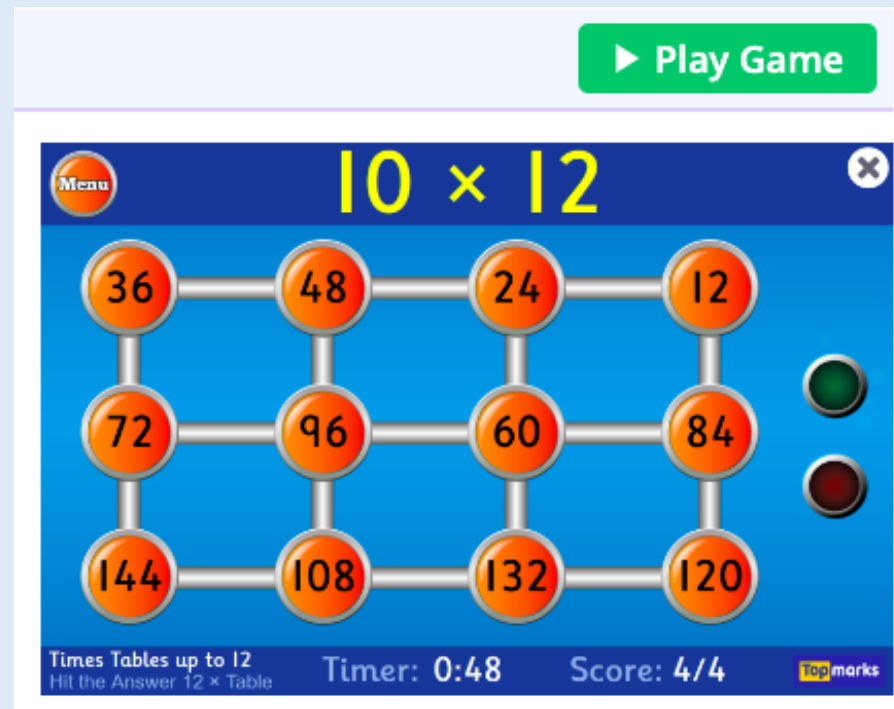 Play Game
Menu
10 × 12
36 48 24 12
72 96 60 84
144 108 132 120
Times Tables up to 12
Hit the Answer 12 × Table
Timer: 0:48
Score: 4/4
Topmarks